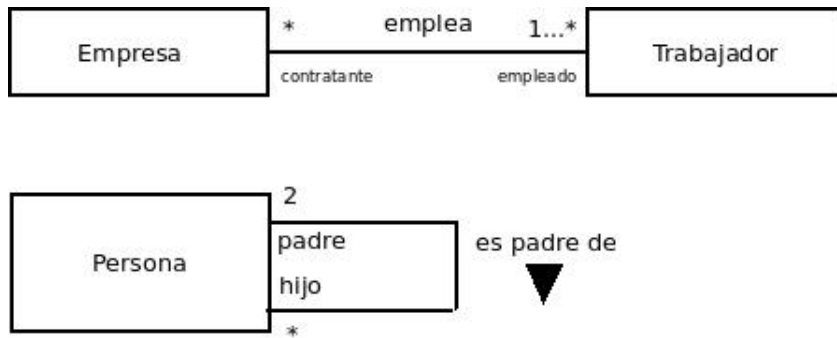 * emplea 1...*
Empresa Trabajador
contratante empleado
2
padre es padre de
Persona
hijo
*